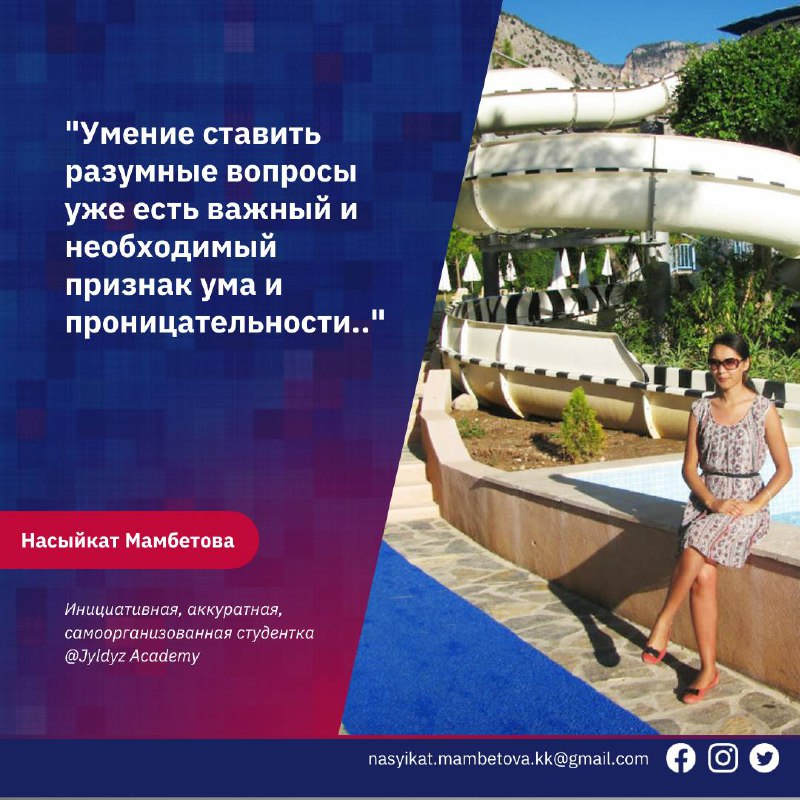 "Умение ставить
разумные вопросы
уже есть важный и
необходимый
признак ума и
проницательности.."
Насыйкат Мамбетова
Инициативная, аккуратная,
самоорганизованная студентка
@Jyldyz Academy
nasyikat.mambetova.kk@gmail.com